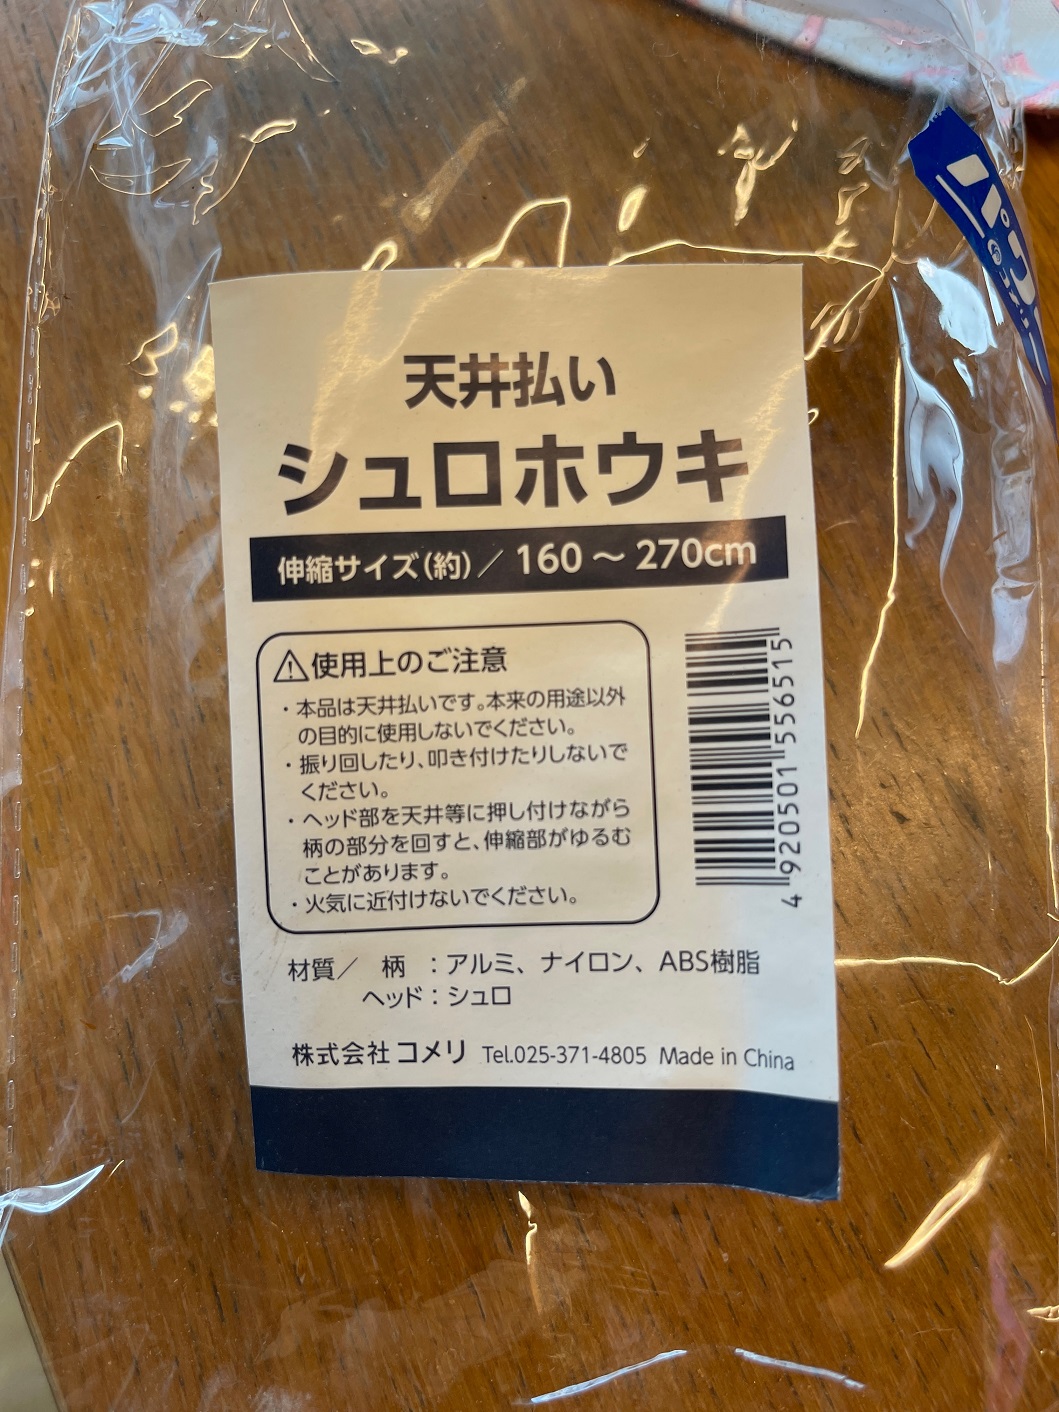 天井払い
シュロホウキ
伸縮サイズ(約)／160～270cm
⚠使用上のご注意
・本品は天井払いです。本来の用途以外
の目的に使用しないでください。
・振り回したり、叩き付けたりしないで
ください。
・ヘッド部を天井等に押し付けながら
柄の部分を回すと、伸縮部がゆるむ
ことがあります。
・火気に近付けないでください。
4920501556515
材質／　柄　：アルミ、ナイロン、ABS樹脂
ヘッド：シュロ
株式会社コメリ Tel.025-371-4805 Made in China